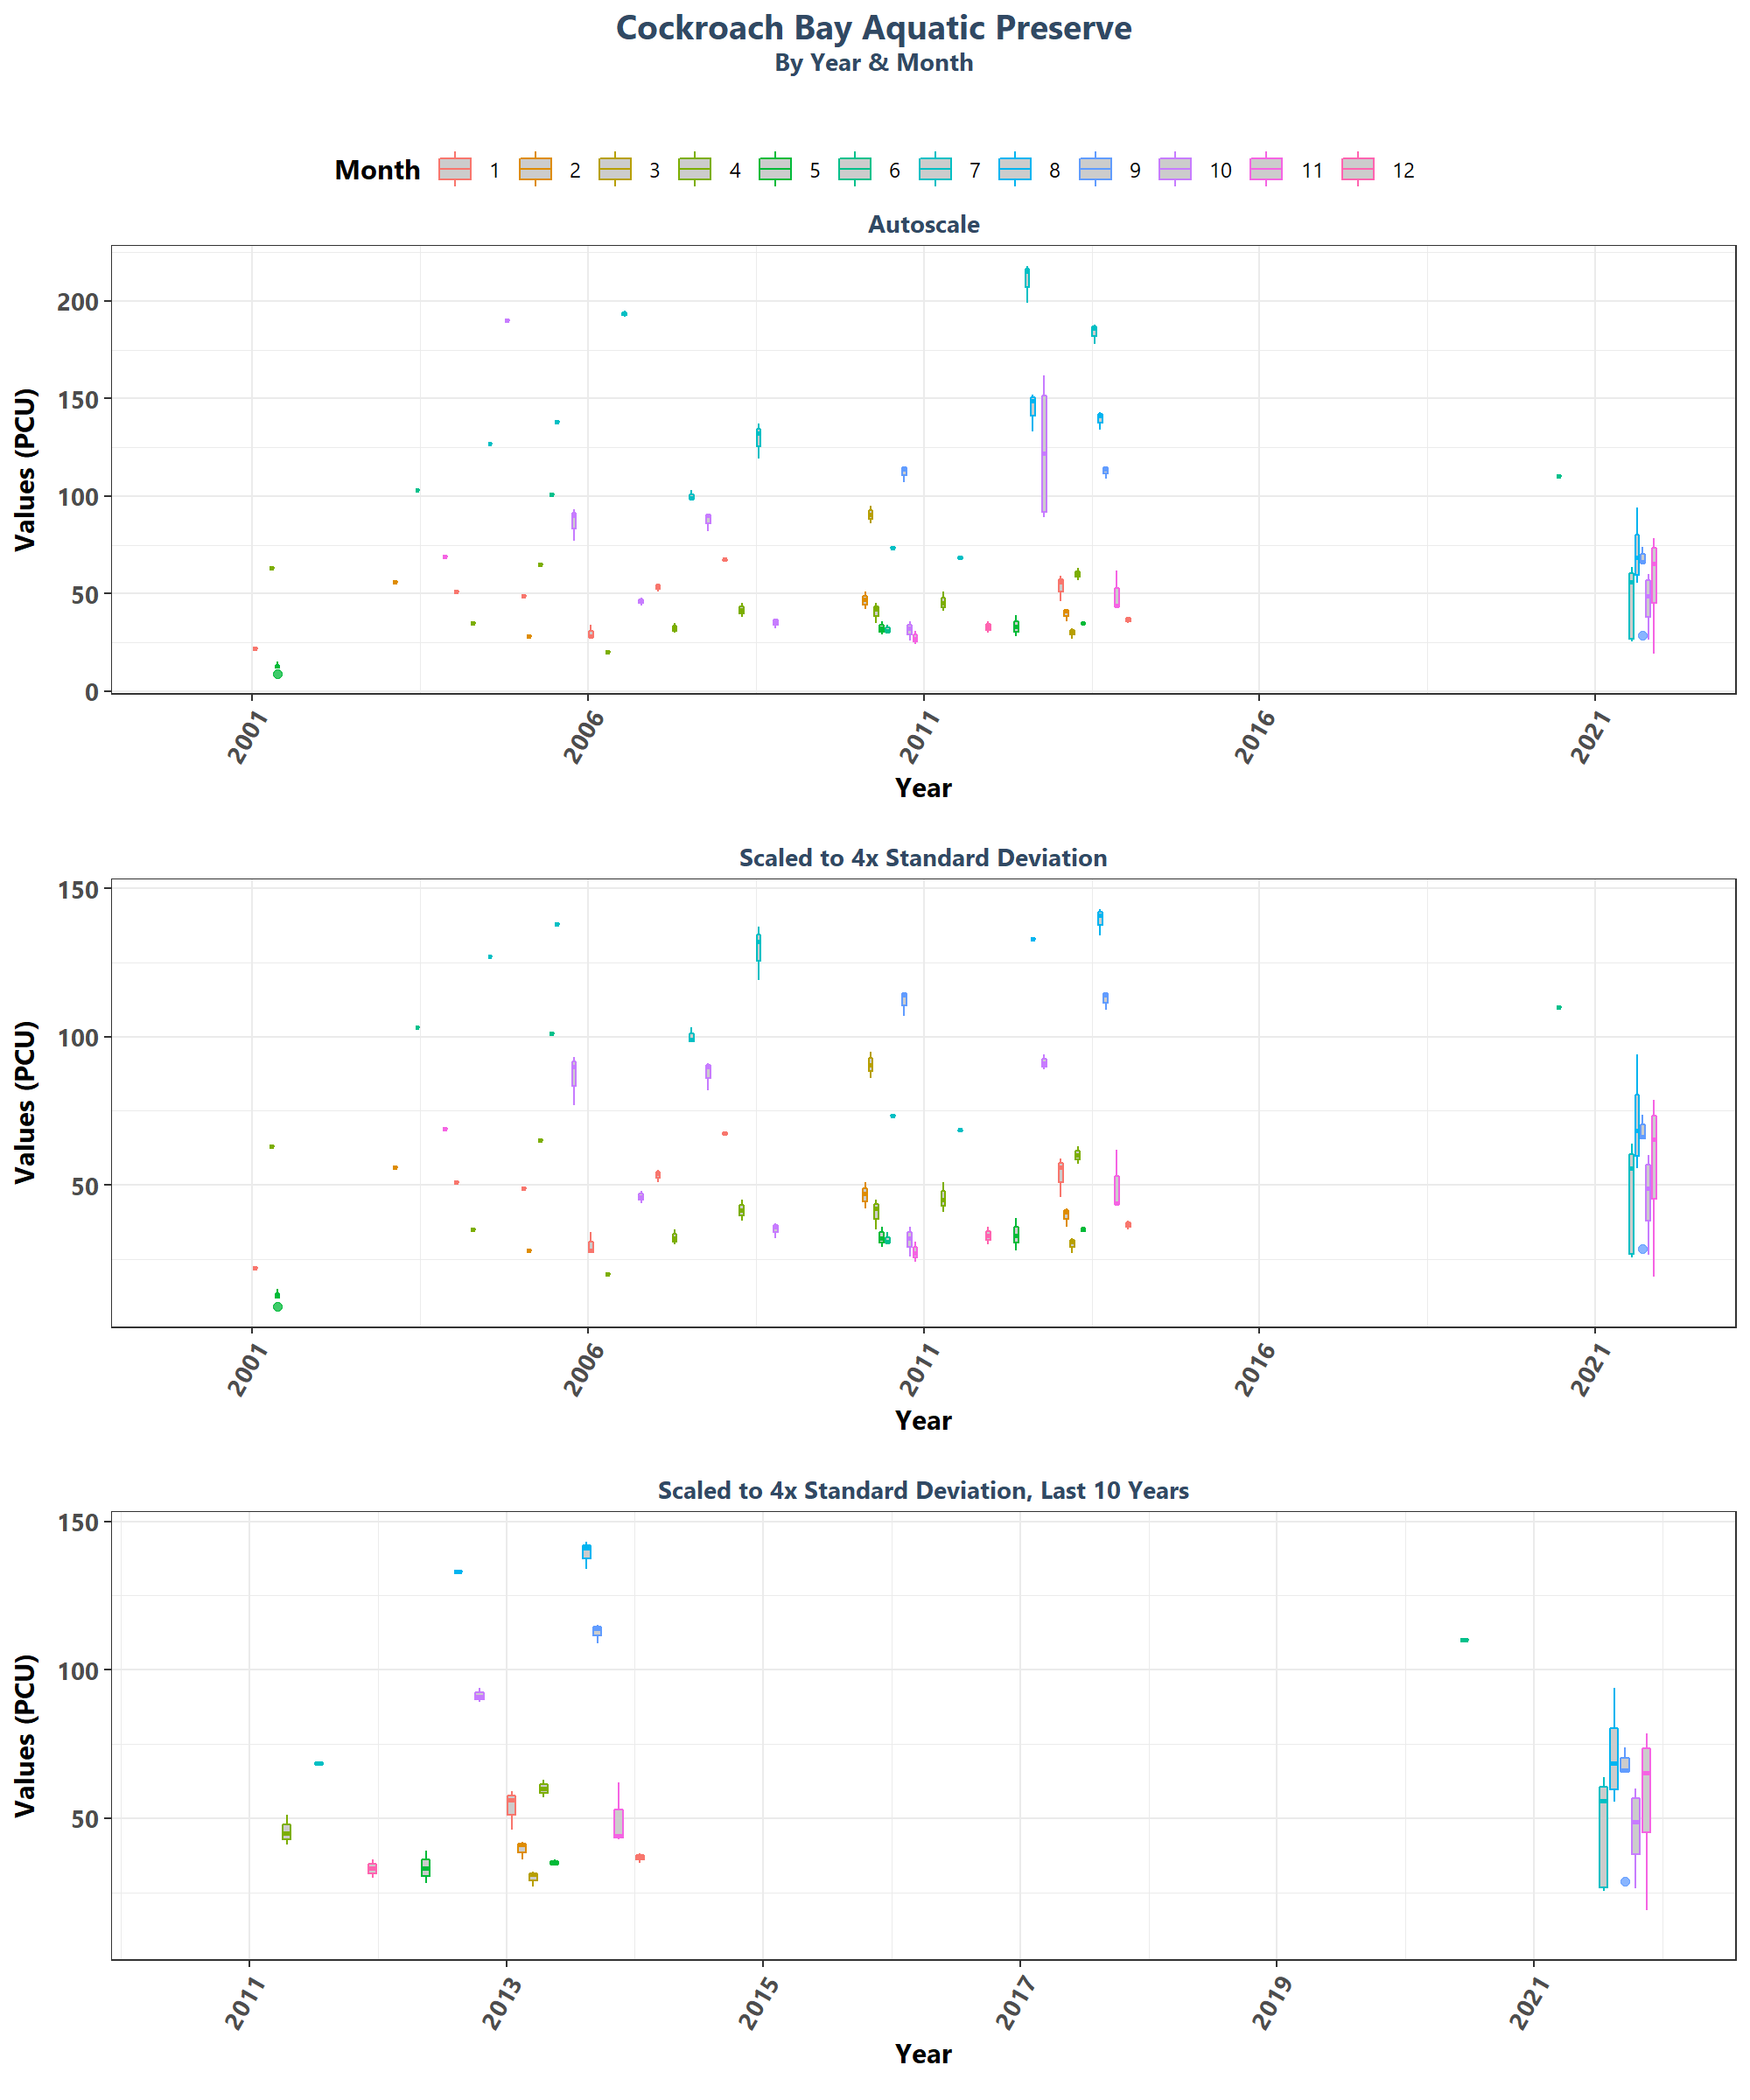 Cockroach Bay Aquatic Preserve
By Year & Month
Month 1 2 3 4 5 6 7 8 9 10 11 12
Autoscale
Values (PCU)
200
150
100
50
0
2001 2006 2011 2016 2021
Year
Scaled to 4x Standard Deviation
Values (PCU)
150
100
50
2001 2006 2011 2016 2021
Year
Scaled to 4x Standard Deviation, Last 10 Years
Values (PCU)
150
100
50
2011 2013 2015 2017 2019 2021
Year